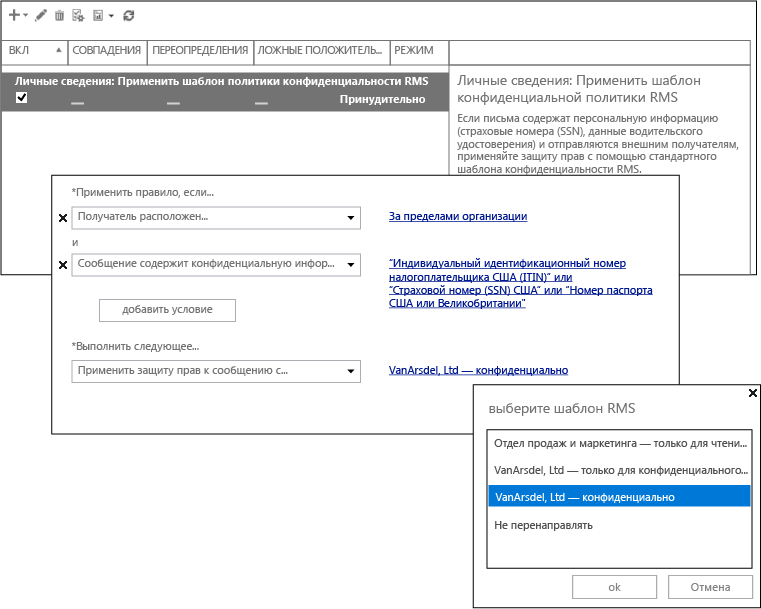 ВКЛ СОВПАДЕНИЯ ПЕРЕОПРЕДЕЛЕНИЯ ЛОЖНЫЕ ПОЛОЖИТЕЛЬ... РЕЖИМ
Личные сведения: Применить шаблон политики конфиденциальности RMS
Принудительно
Личные сведения: Применить шаблон
конфиденциальной политики RMS
Если письма содержат персональную информацию
(страховые номера (SSN), данные водительского
удостоверения) и отправляются внешним получателям,
применяйте защиту прав с помощью стандартного
шаблона конфиденциальности RMS.
*Применить правило, если...
Получатель расположен... За пределами организации
и
Сообщение содержит конфиденциальную инфор... "Индивидуальный идентификационный номер
налогоплательщика США (ITIN)" или
"Страховой номер (SSN) США" или "Номер паспорта
США или Великобритании"
добавить условие
*Выполнить следующее...
Применить защиту прав к сообщению с... VanArsdel, Ltd — конфиденциально
выберите шаблон RMS
Отдел продаж и маркетинга — только для чтени...
VanArsdel, Ltd — только для конфиденциального...
VanArsdel, Ltd — конфиденциально
Не перенаправлять
ok Отмена